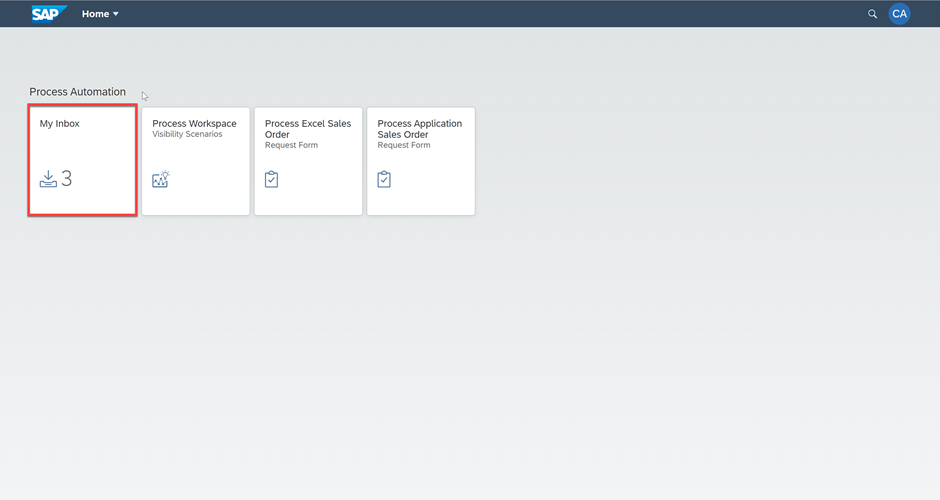 SAP
Home
CA
Process Automation
My Inbox
3
Process Workspace
Visibility Scenarios
Process Excel Sales
Order
Request Form
Process Application
Sales Order
Request Form